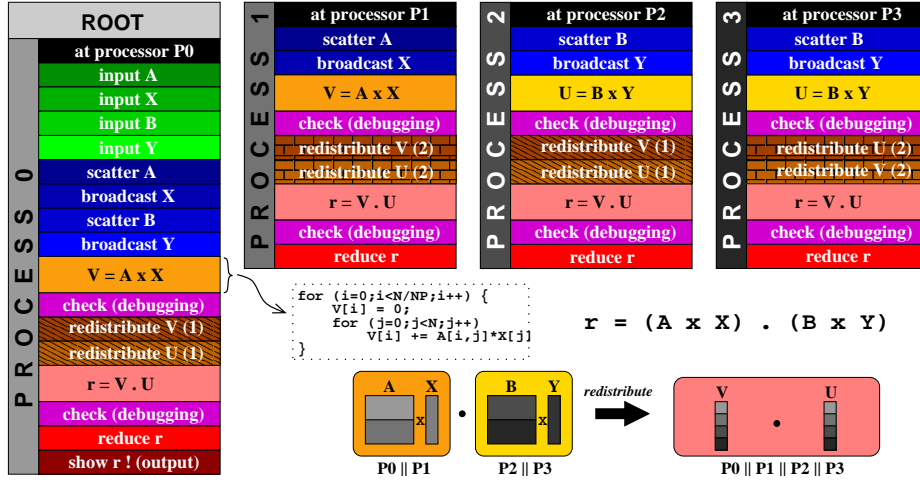 ROOT
PROCESS 0
at processor P0
input A
input X
input B
input Y
scatter A
broadcast X
scatter B
broadcast Y
V = A x X
check (debugging)
redistribute V (1)
redistribute U (1)
r = V . U
check (debugging)
reduce r
show r ! (output)
PROCESS 1
at processor P1
scatter A
broadcast X
V = A x X
check (debugging)
redistribute V (2)
redistribute U (2)
r = V . U
check (debugging)
reduce r
PROCESS 2
at processor P2
scatter B
broadcast Y
U = B x Y
check (debugging)
redistribute V (1)
redistribute U (1)
r = V . U
check (debugging)
reduce r
PROCESS 3
at processor P3
scatter B
broadcast Y
U = B x Y
check (debugging)
redistribute U (2)
redistribute V (2)
r = V . U
check (debugging)
reduce r
for (i=0;i<N/NP;i++) {
V[i] = 0;
for (j=0;j<N;j++)
V[i] += A[i,j]*X[j]
}
r = (A x X) . (B x Y)
A X
x
P0 || P1
B Y
x
P2 || P3
redistribute
V U
P0 || P1 || P2 || P3